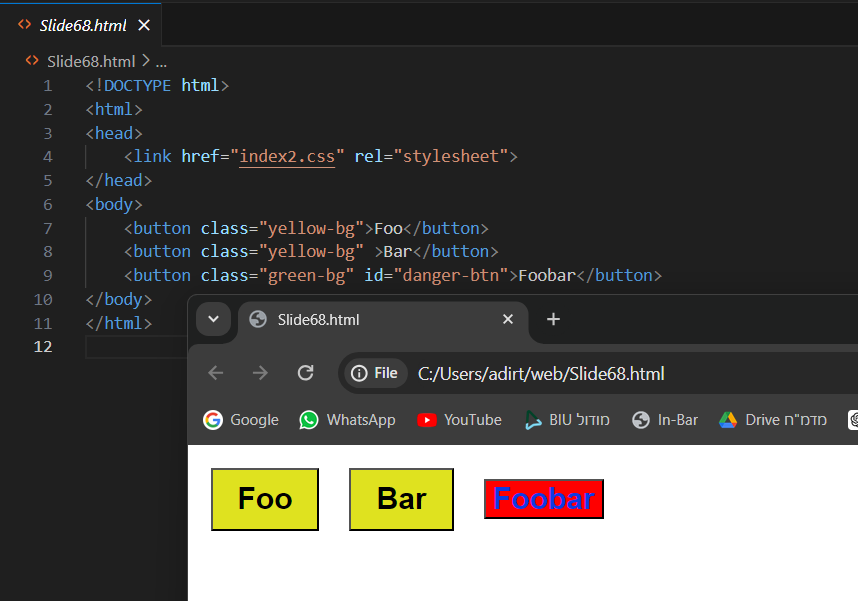 Slide68.html
Slide68.html > ...
1 <!DOCTYPE html>
2 <html>
3 <head>
4 <link href="index2.css" rel="stylesheet">
5 </head>
6 <body>
7 <button class="yellow-bg">Foo</button>
8 <button class="yellow-bg" >Bar</button>
9 <button class="green-bg" id="danger-btn">Foobar</button>
10 </body>
11 </html>
12
Slide68.html
File C:/Users/adirt/web/Slide68.html
Google WhatsApp YouTube מודול BIU In-Bar Drive מדמ"ח
Foo Bar Foobar